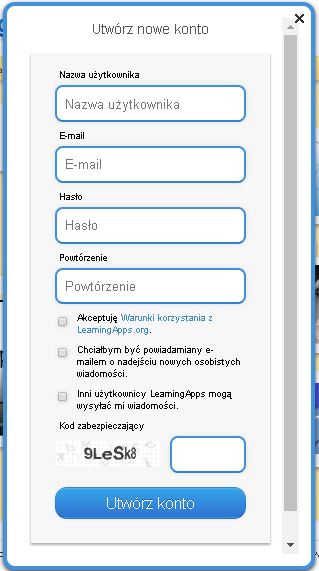 Utwórz nowe konto
Nazwa użytkownika
Nazwa użytkownika
E-mail
E-mail
Hasło
Hasło
Powtórzenie
Powtórzenie
Akceptuję Warunki korzystania z
LearningApps.org.
Chciałbym być powiadamiany e-
mailem o nadejściu nowych osobistych
wiadomości.
Inni użytkownicy LearningApps mogą
wysyłać mi wiadomości.
Kod zabezpieczający
9LeSk8
Utwórz konto